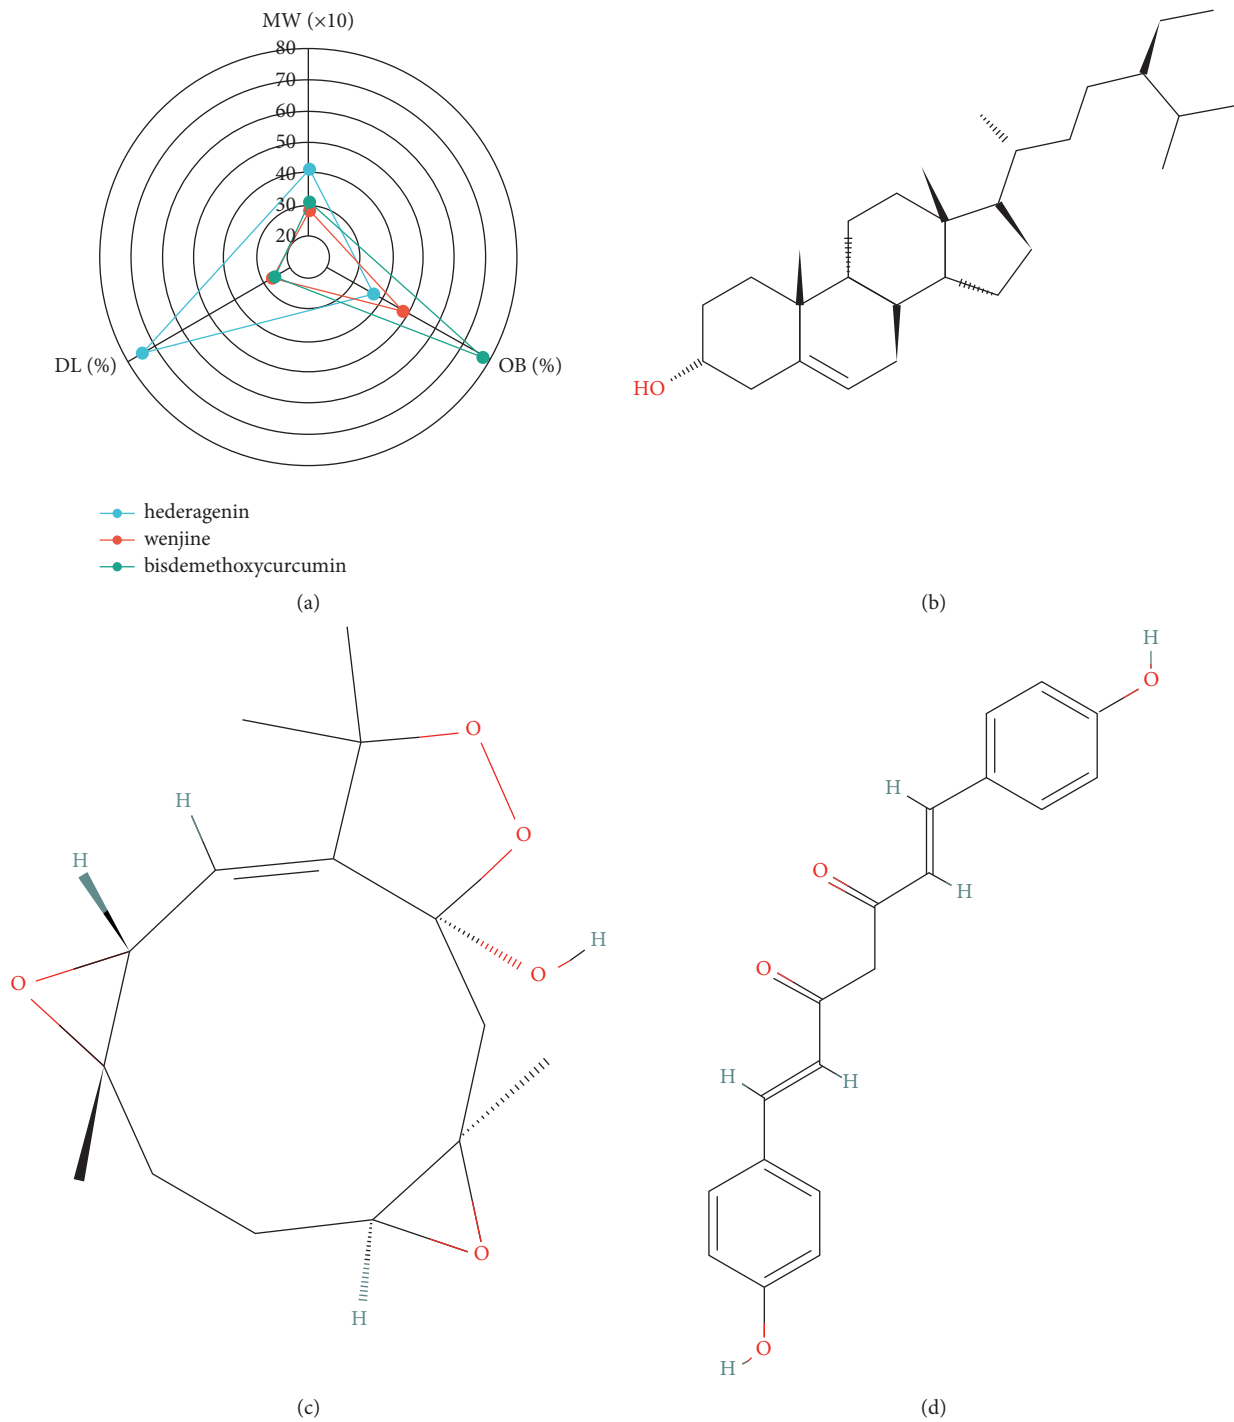 MW (×10)
80
70
60
50
40
30
20
DL (%)
OB (%)
hederagenin
wenjine
bisdemethoxycurcumin
(a)
HO
(b)
O
O
H
H
O
H
O
O
H
(c)
H
O
H
H
O
O
H
H
O
H
(d)